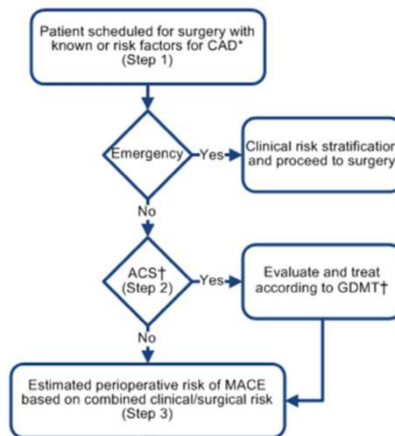 Patient scheduled for surgery with
known or risk factors for CAD*
(Step 1)
Emergency
Yes
Clinical risk stratification
and proceed to surgery
No
ACS†
(Step 2)
Yes
Evaluate and treat
according to GDMT†
No
Estimated perioperative risk of MACE
based on combined clinical/surgical risk
(Step 3)